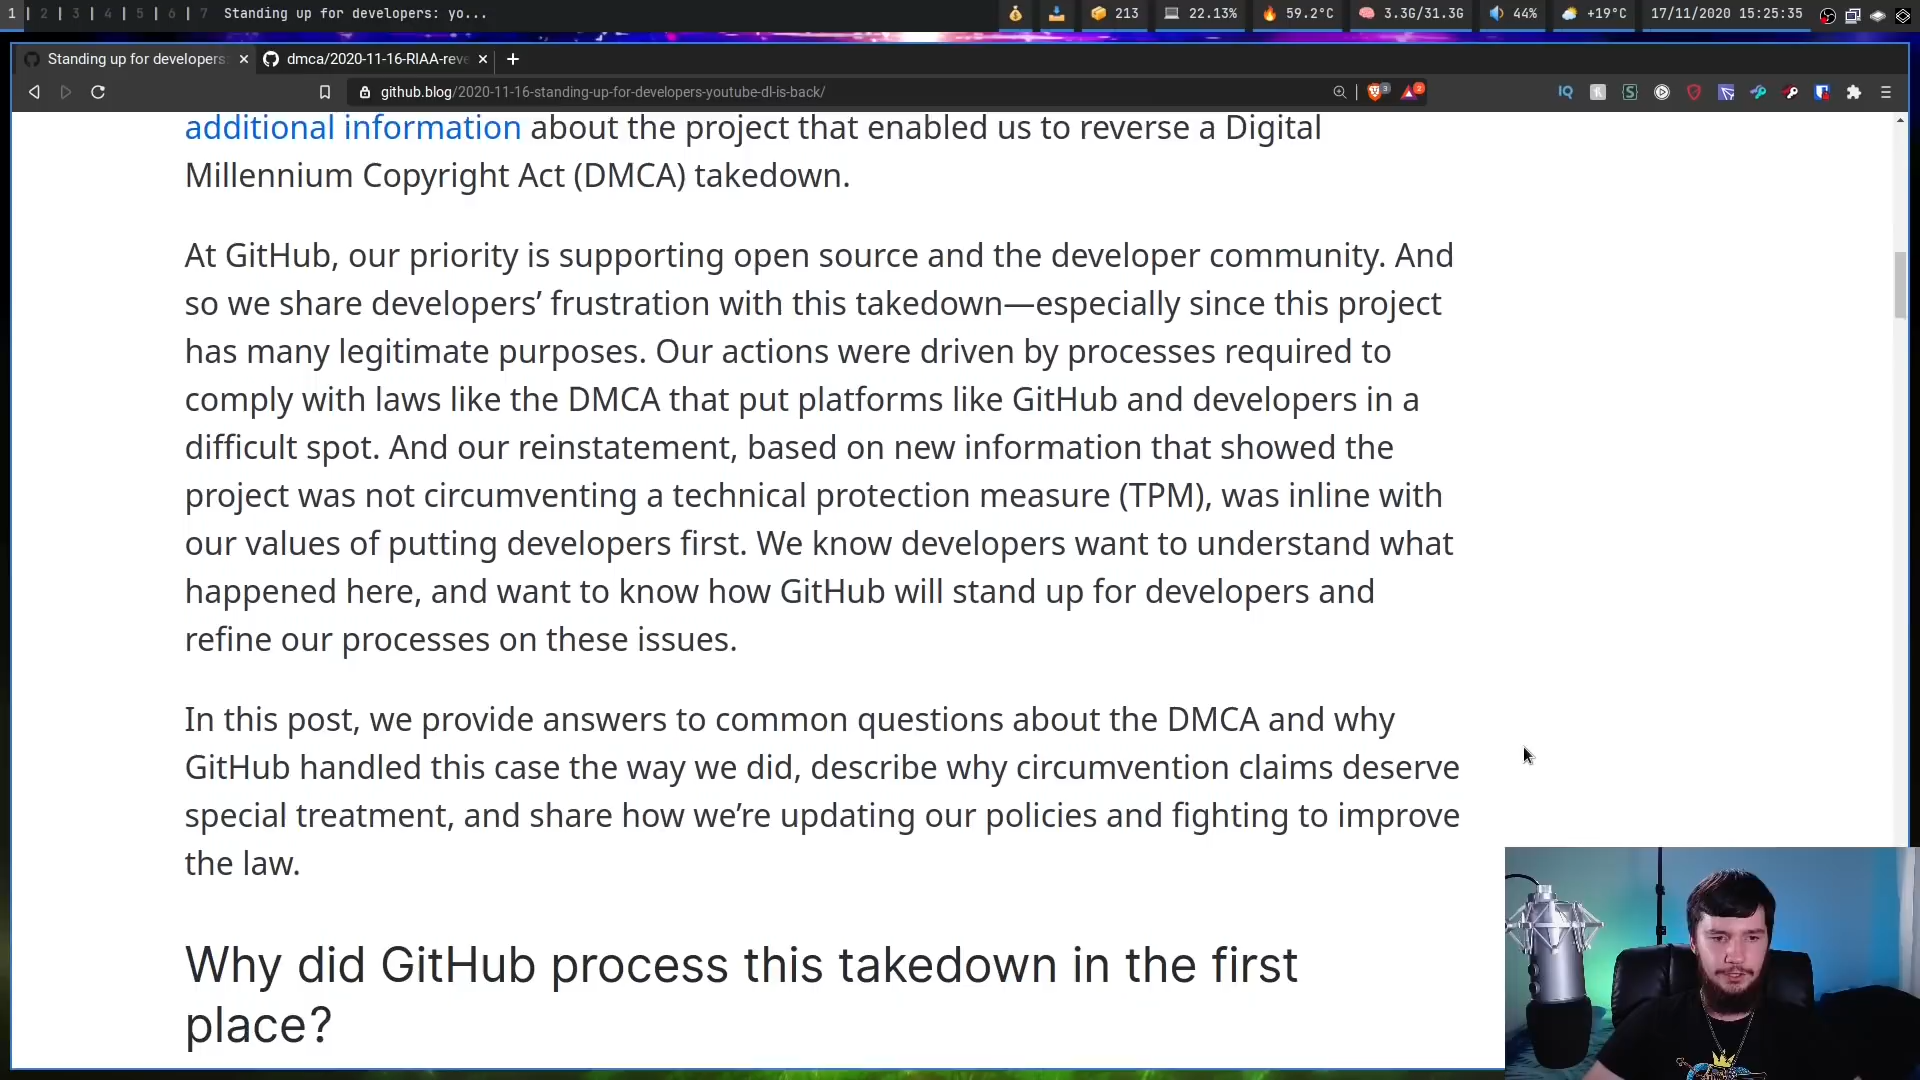 1 | 2 | 3 | 4 | 5 | 6 | 7 Standing up for developers: yo... 213 22.13% 59.2°C 3.3G/31.3G 44% +19°C 17/11/2020 15:25:35
Standing up for developers: dmca/2020-11-16-RIAA-reve
github.blog/2020-11-16-standing-up-for-developers-youtube-dl-is-back/
additional information about the project that enabled us to reverse a Digital
Millennium Copyright Act (DMCA) takedown.
At GitHub, our priority is supporting open source and the developer community. And
so we share developers’ frustration with this takedown—especially since this project
has many legitimate purposes. Our actions were driven by processes required to
comply with laws like the DMCA that put platforms like GitHub and developers in a
difficult spot. And our reinstatement, based on new information that showed the
project was not circumventing a technical protection measure (TPM), was inline with
our values of putting developers first. We know developers want to understand what
happened here, and want to know how GitHub will stand up for developers and
refine our processes on these issues.
In this post, we provide answers to common questions about the DMCA and why
GitHub handled this case the way we did, describe why circumvention claims deserve
special treatment, and share how we’re updating our policies and fighting to improve
the law.
Why did GitHub process this takedown in the first
place?